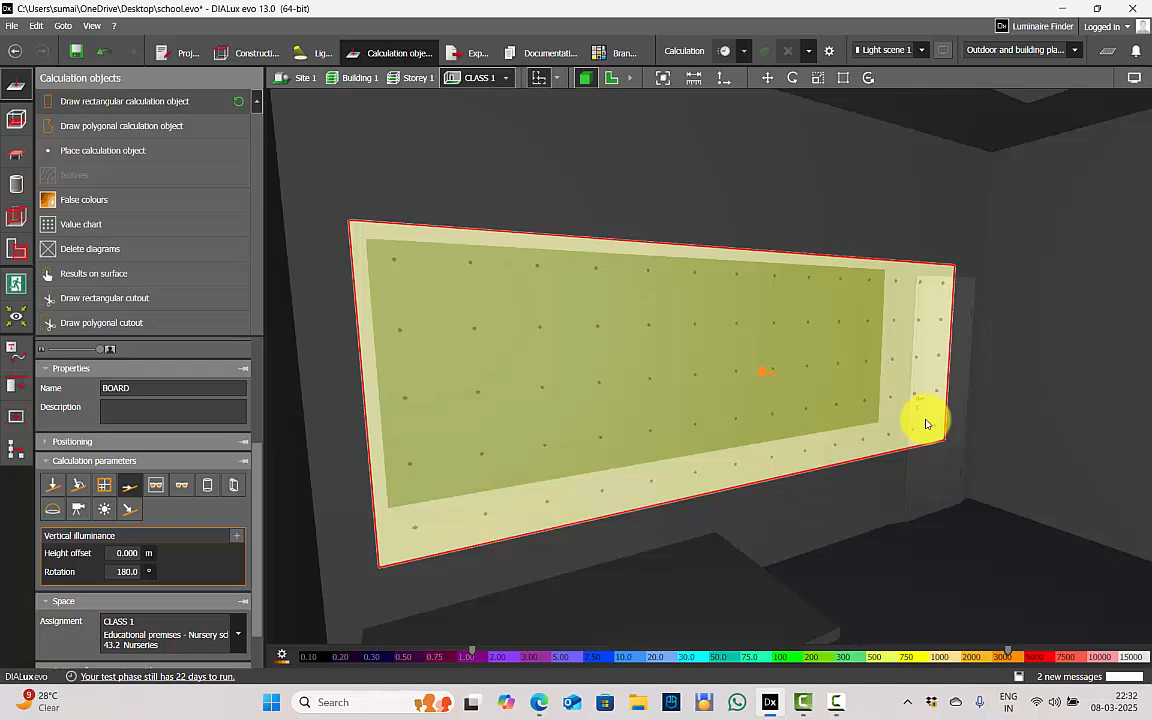 C:\Users\sumai\OneDrive\Desktop\school.evo* - DIALux evo 13.0 (64-bit)
File Edit Goto View ?
Luminaire Finder Logged in
Proj... Constructi... Lig... Calculation obje... Exp... Documentati... Bran... Calculation Light scene 1 Outdoor and building pla...
Calculation objects
Site 1 Building 1 Storey 1 CLASS 1
Draw rectangular calculation object
Draw polygonal calculation object
Place calculation object
Isolines
False colours
Value chart
Delete diagrams
Results on surface
Draw rectangular cutout
Draw polygonal cutout
Properties
Name BOARD
Description
Positioning
Calculation parameters
Vertical illuminance
Height offset 0.000 m
Rotation 180.0 °
Space
Assignment CLASS 1
Educational premises - Nursery scl
43.2 Nurseries
0.10 0.20 0.30 0.50 0.75 1.00 2.00 3.00 5.00 7.50 10.0 20.0 30.0 50.0 75.0 100 200 300 500 750 1000 2000 3000 5000 7500 10000 15000
DIALux evo Your test phase still has 22 days to run. 2 new messages
9 28°C
Clear
Search
ENG
IN
22:32
08-03-2025